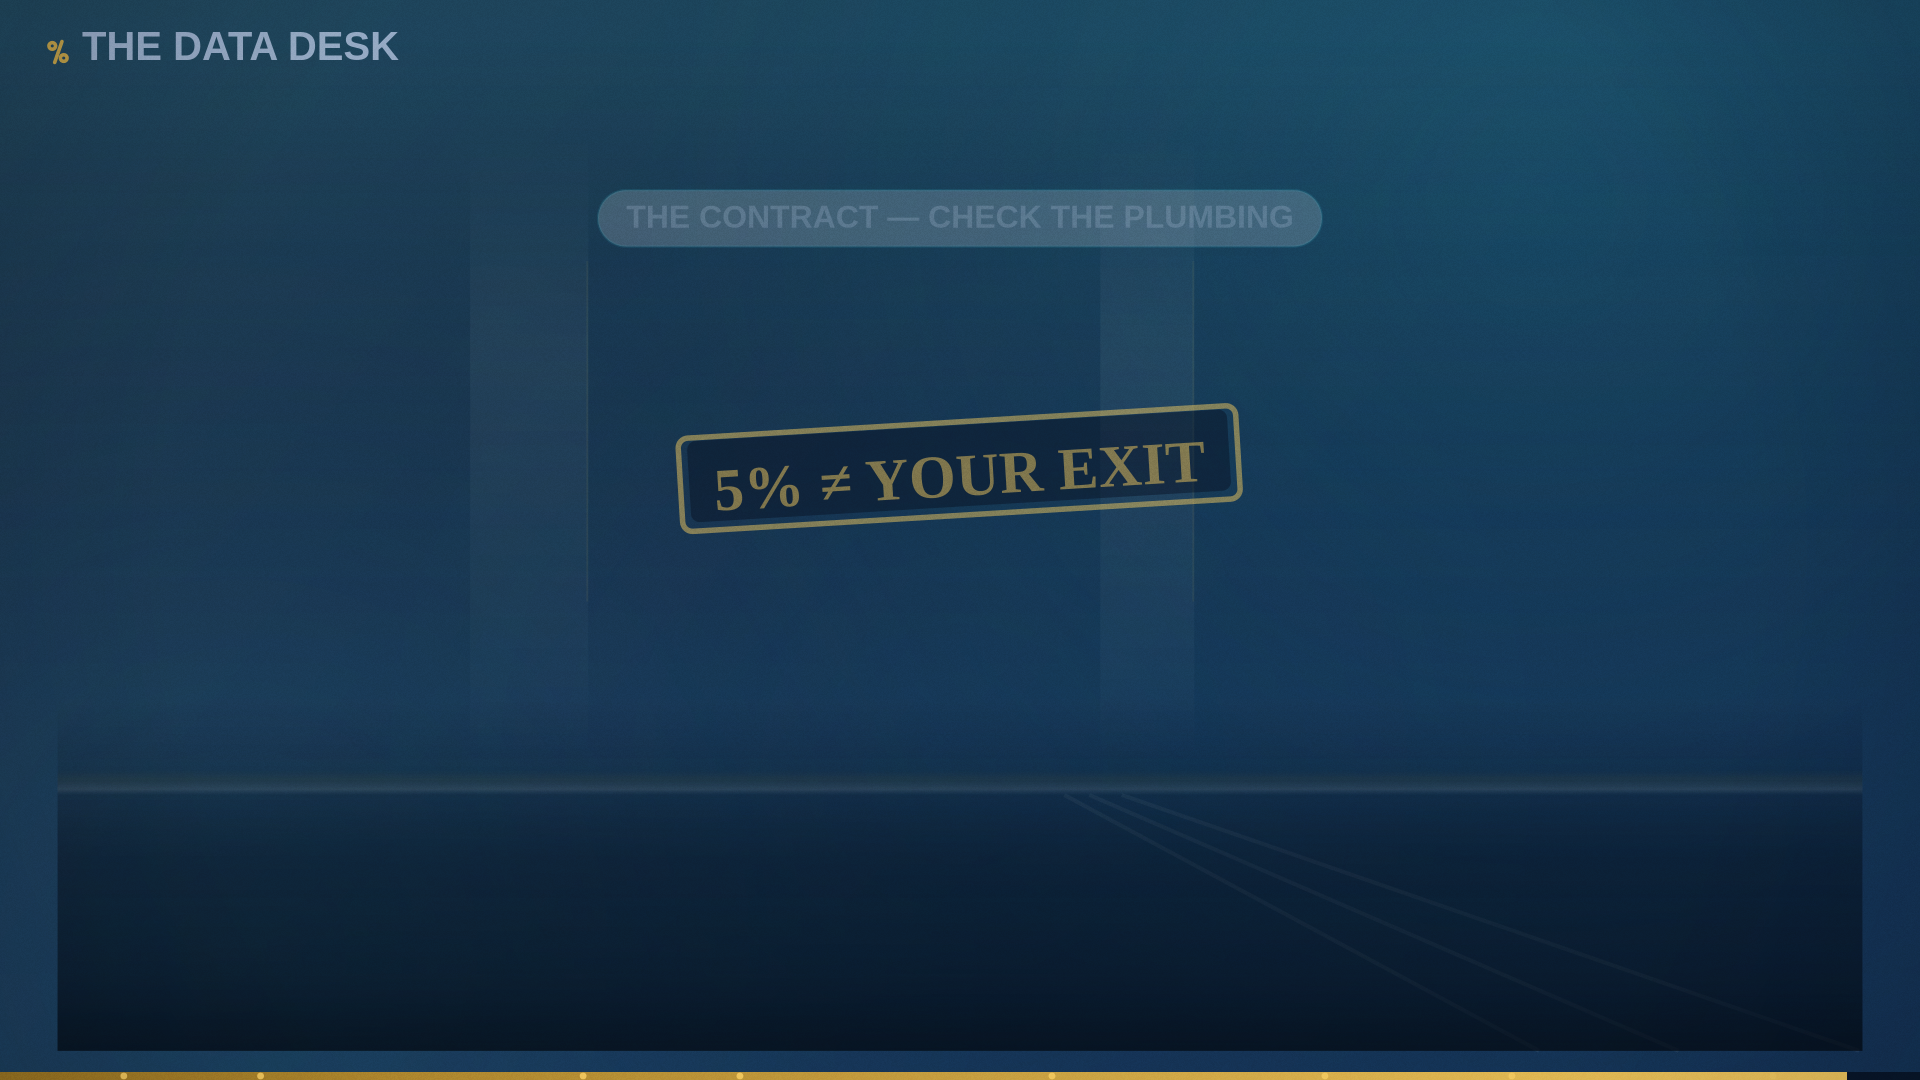 % THE DATA DESK
THE CONTRACT — CHECK THE PLUMBING
5% ≠ YOUR EXIT